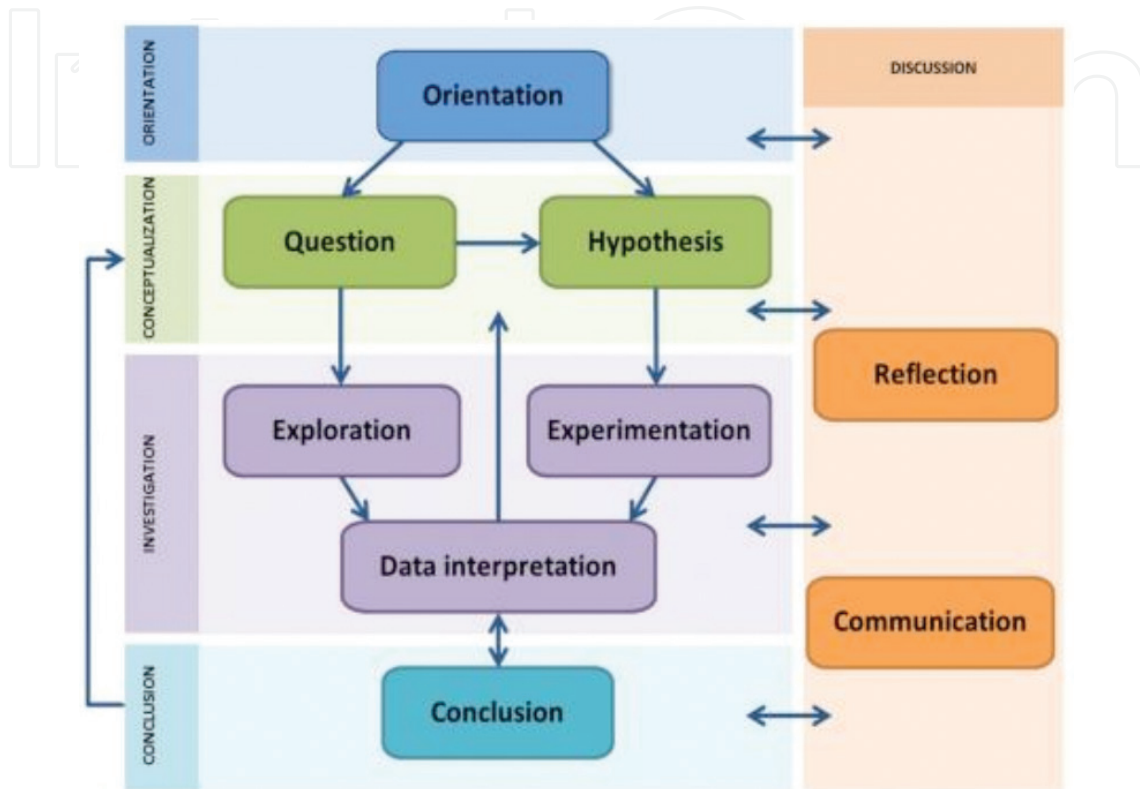 ORIENTATION
Orientation
DISCUSSION
CONCEPTUALIZATION
Question
Hypothesis
Reflection
INVESTIGATION
Exploration
Experimentation
Data interpretation
Communication
CONCLUSION
Conclusion